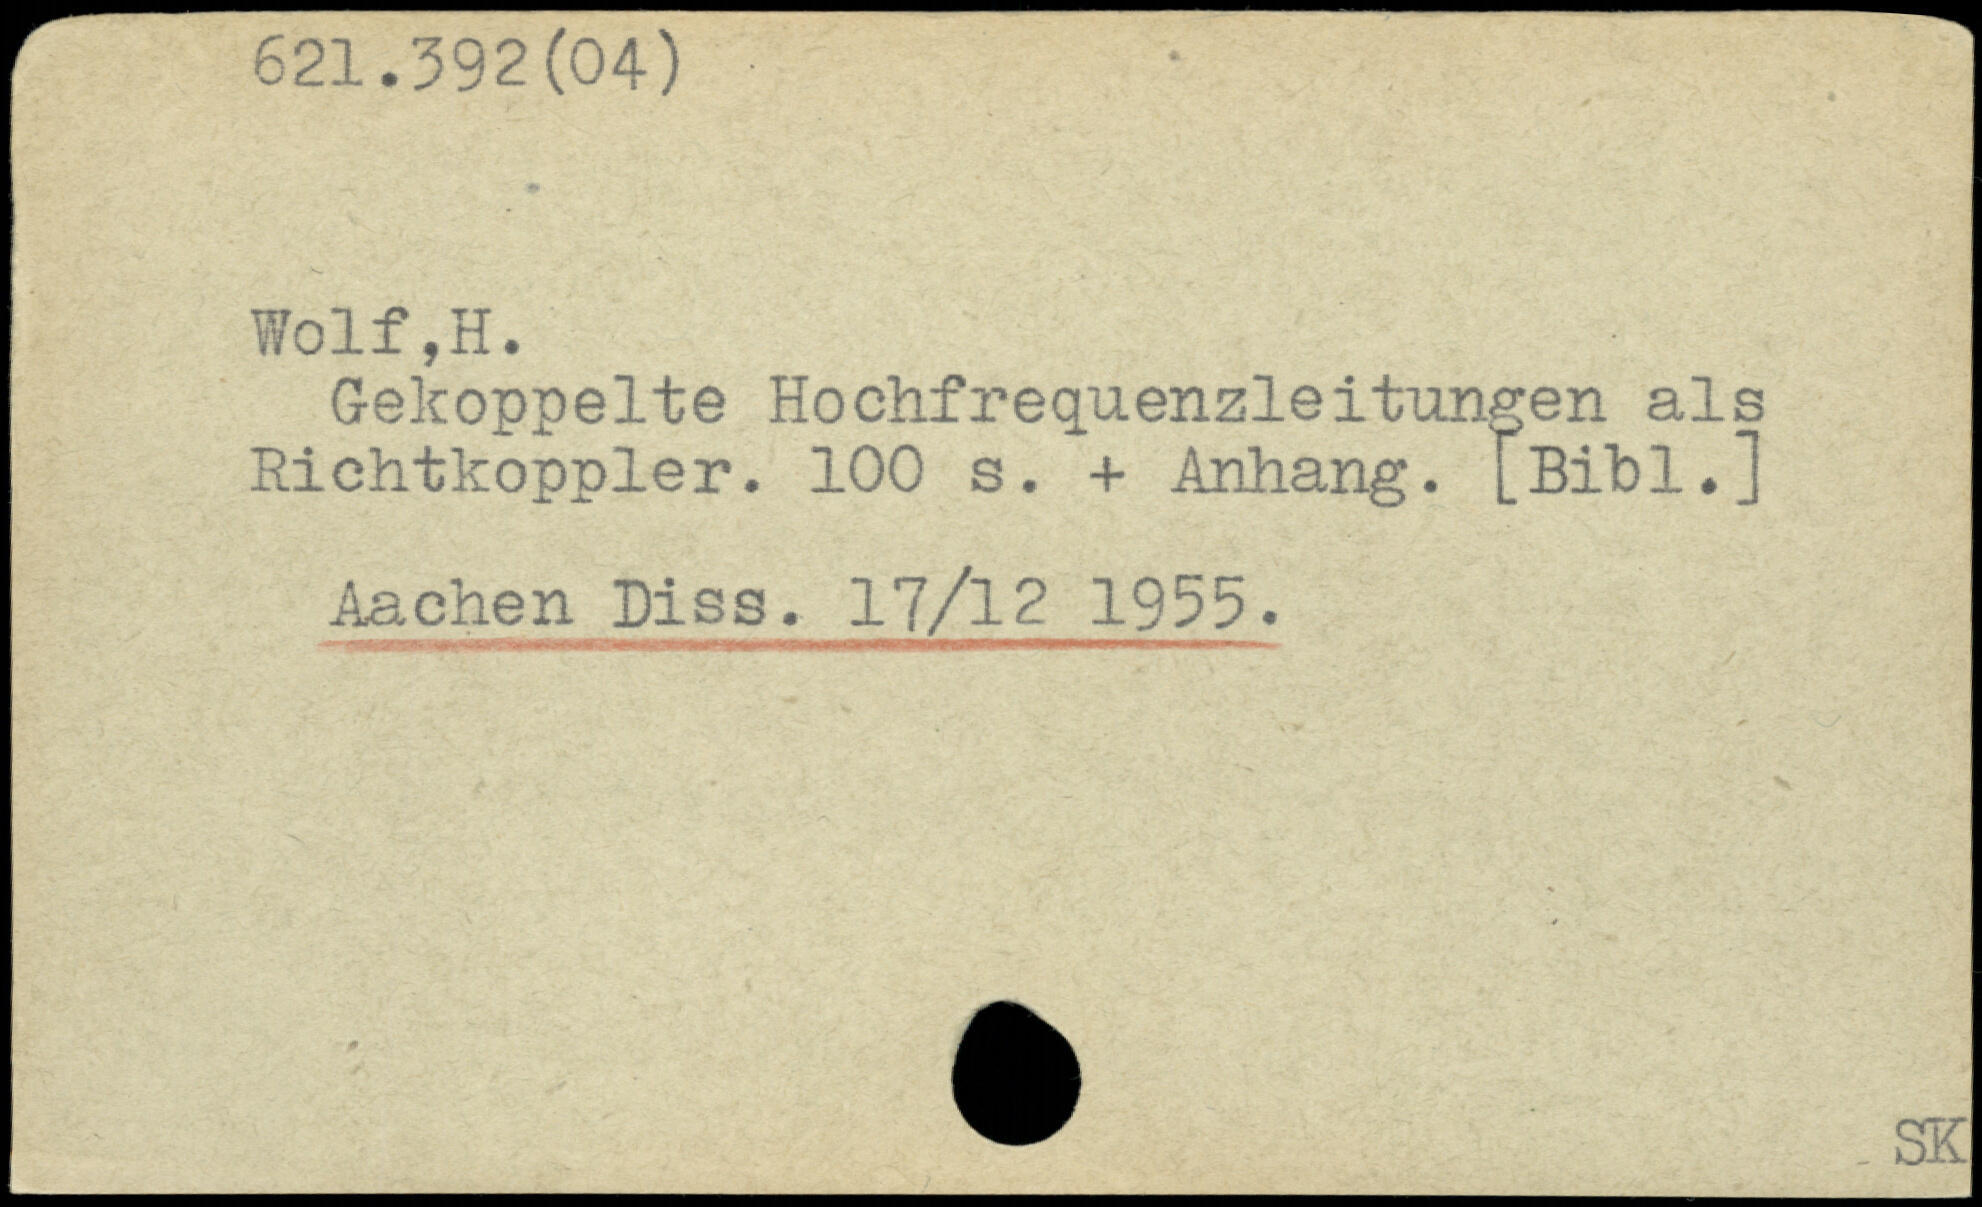 621.392(04)
Wolf,H.
Gekoppelte Hochfrequenzleitungen als
Richtkoppler. 100 s. + Anhang. [Bibl.]
Aachen Diss. 17/12 1955.
SK